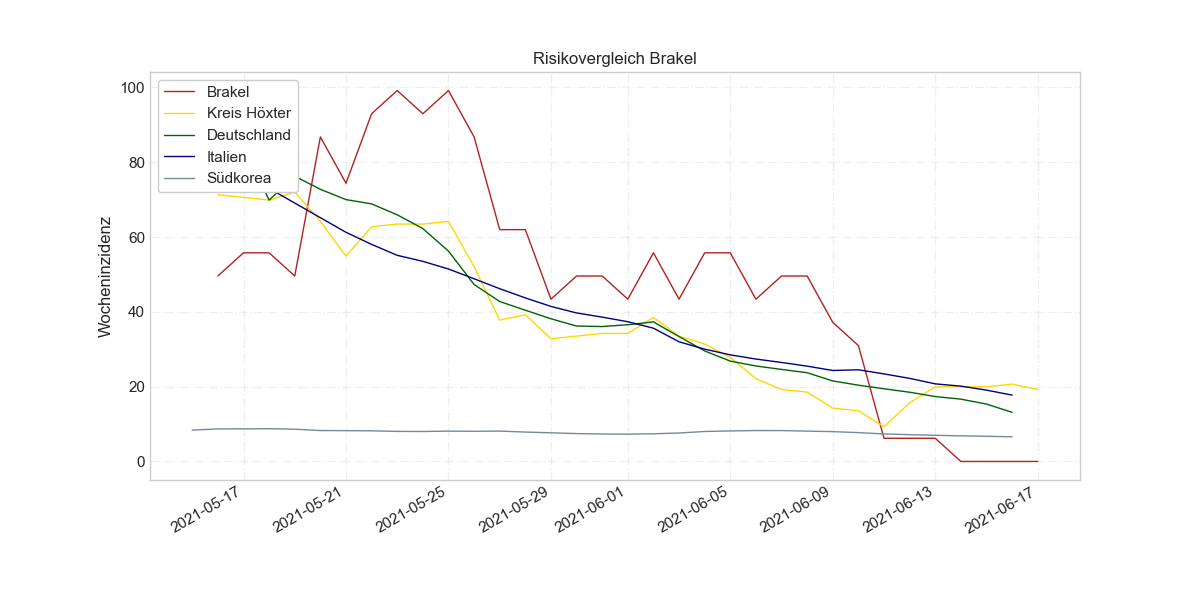 Risikovergleich Brakel
Wocheninzidenz
100
80
60
40
20
0
Brakel
Kreis Höxter
Deutschland
Italien
Südkorea
2021-05-17
2021-05-21
2021-05-25
2021-05-29
2021-06-01
2021-06-05
2021-06-09
2021-06-13
2021-06-17